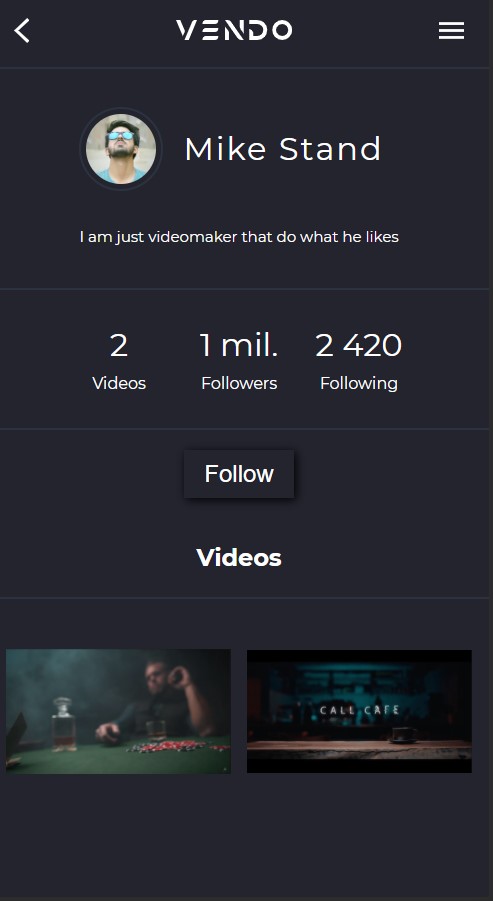 VENDO
Mike Stand
I am just videomaker that do what he likes
2 1 mil. 2 420
Videos Followers Following
Follow
Videos
CALL CAFE